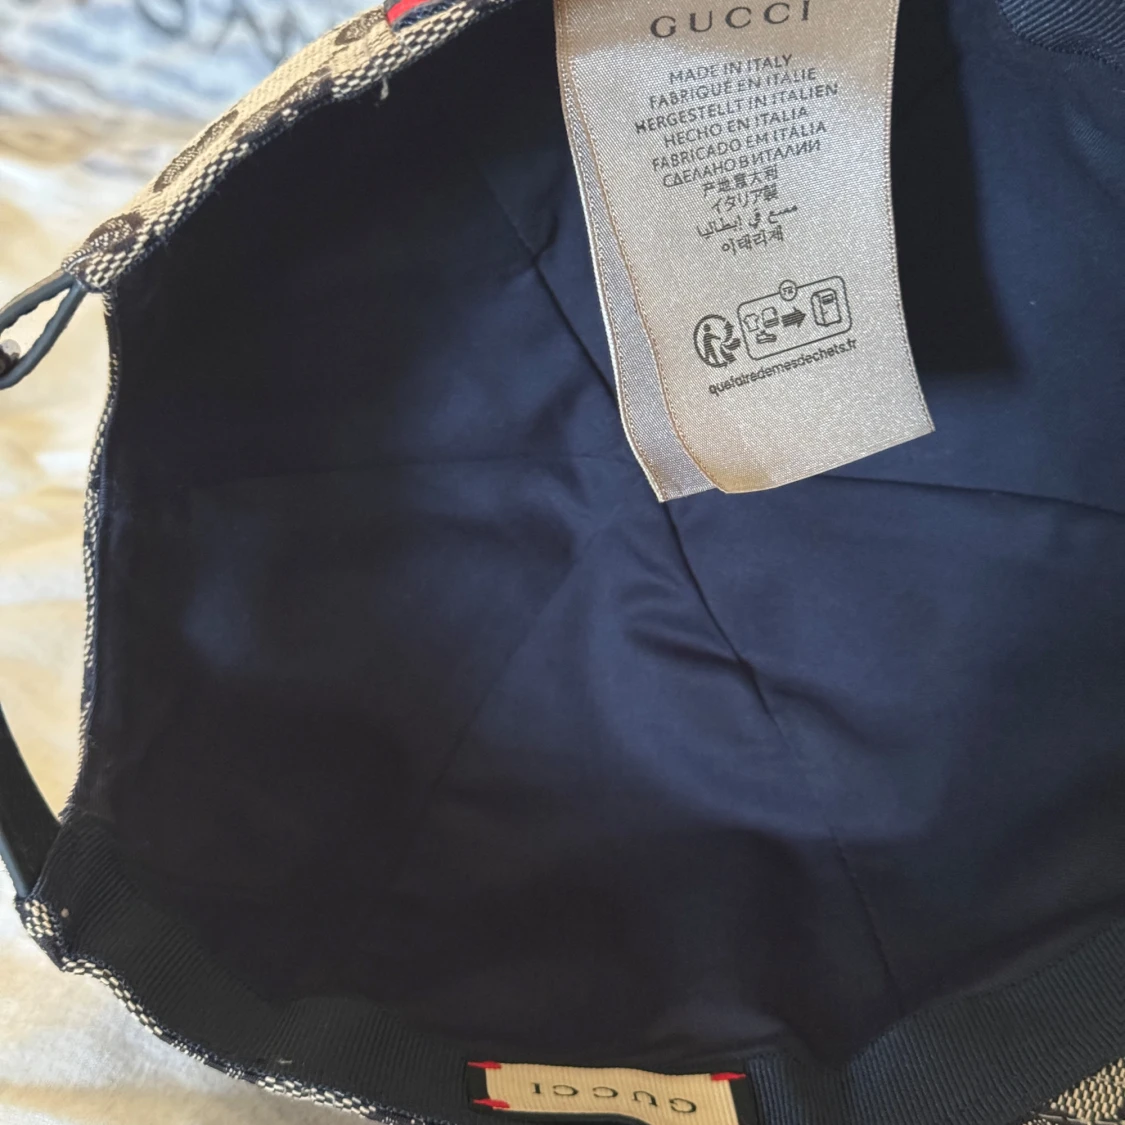 GUCCI
MADE IN ITALY
FABRIQUÉ EN ITALIE
HERGESTELLT IN ITALIEN
HECHO EN ITALIA
FABRICADO EM ITÁLIA
СДЕЛАНО В ИТАЛИИ
产地意大利
イタリア製
صنع في إيطاليا
이태리제
TR
quefairedemesdechets.fr
GUCCI